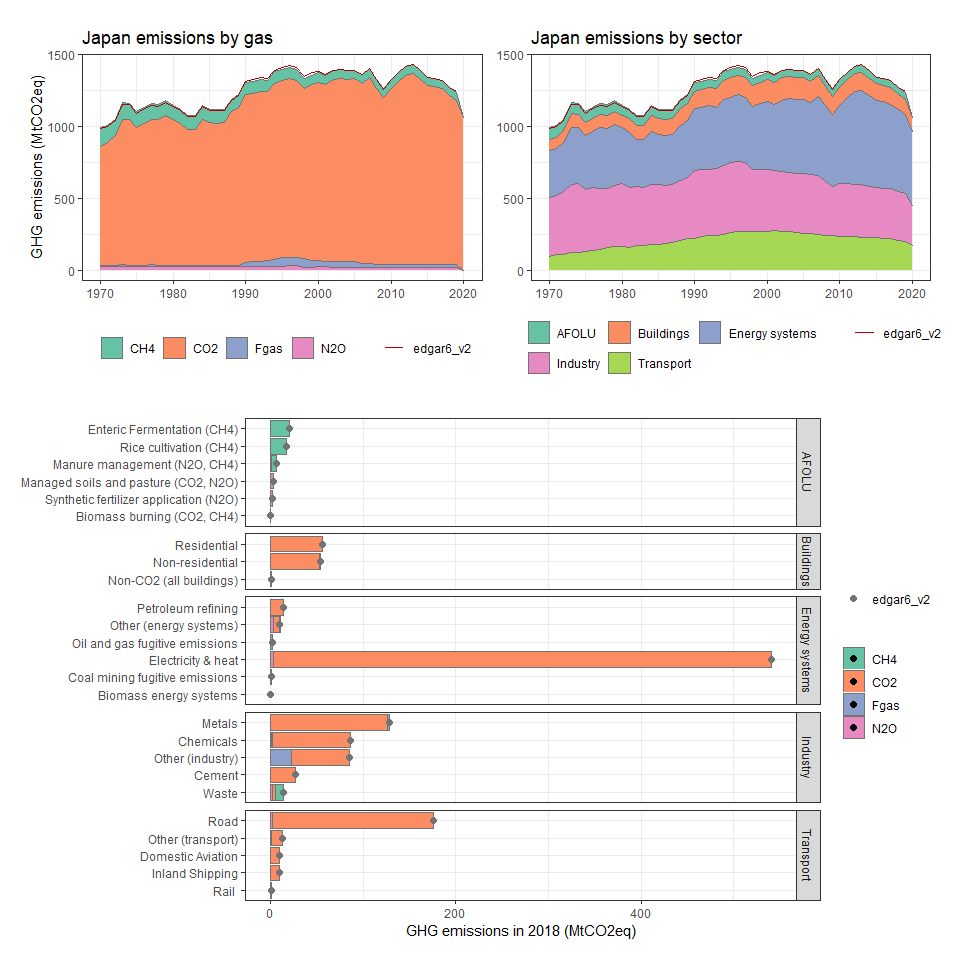 Japan emissions by gas
GHG emissions (MtCO2eq)
1500
1000
500
0
1970 1980 1990 2000 2010 2020
CH4 CO2 Fgas N2O edgar6_v2
Japan emissions by sector
1500
1000
500
0
1970 1980 1990 2000 2010 2020
AFOLU Buildings Energy systems edgar6_v2
Industry Transport
Enteric Fermentation (CH4)
Rice cultivation (CH4)
Manure management (N2O, CH4)
Managed soils and pasture (CO2, N2O)
Synthetic fertilizer application (N2O)
Biomass burning (CO2, CH4)
AFOLU
Residential
Non-residential
Non-CO2 (all buildings)
Buildings
Petroleum refining
Other (energy systems)
Oil and gas fugitive emissions
Electricity & heat
Coal mining fugitive emissions
Biomass energy systems
Energy systems
Metals
Chemicals
Other (industry)
Cement
Waste
Industry
Road
Other (transport)
Domestic Aviation
Inland Shipping
Rail
Transport
0 200 400
GHG emissions in 2018 (MtCO2eq)
edgar6_v2
CH4
CO2
Fgas
N2O